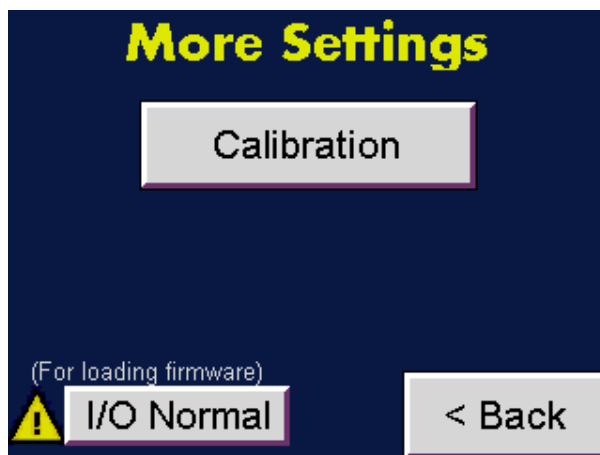 More Settings
Calibration
(For loading firmware)
! I/O Normal
< Back